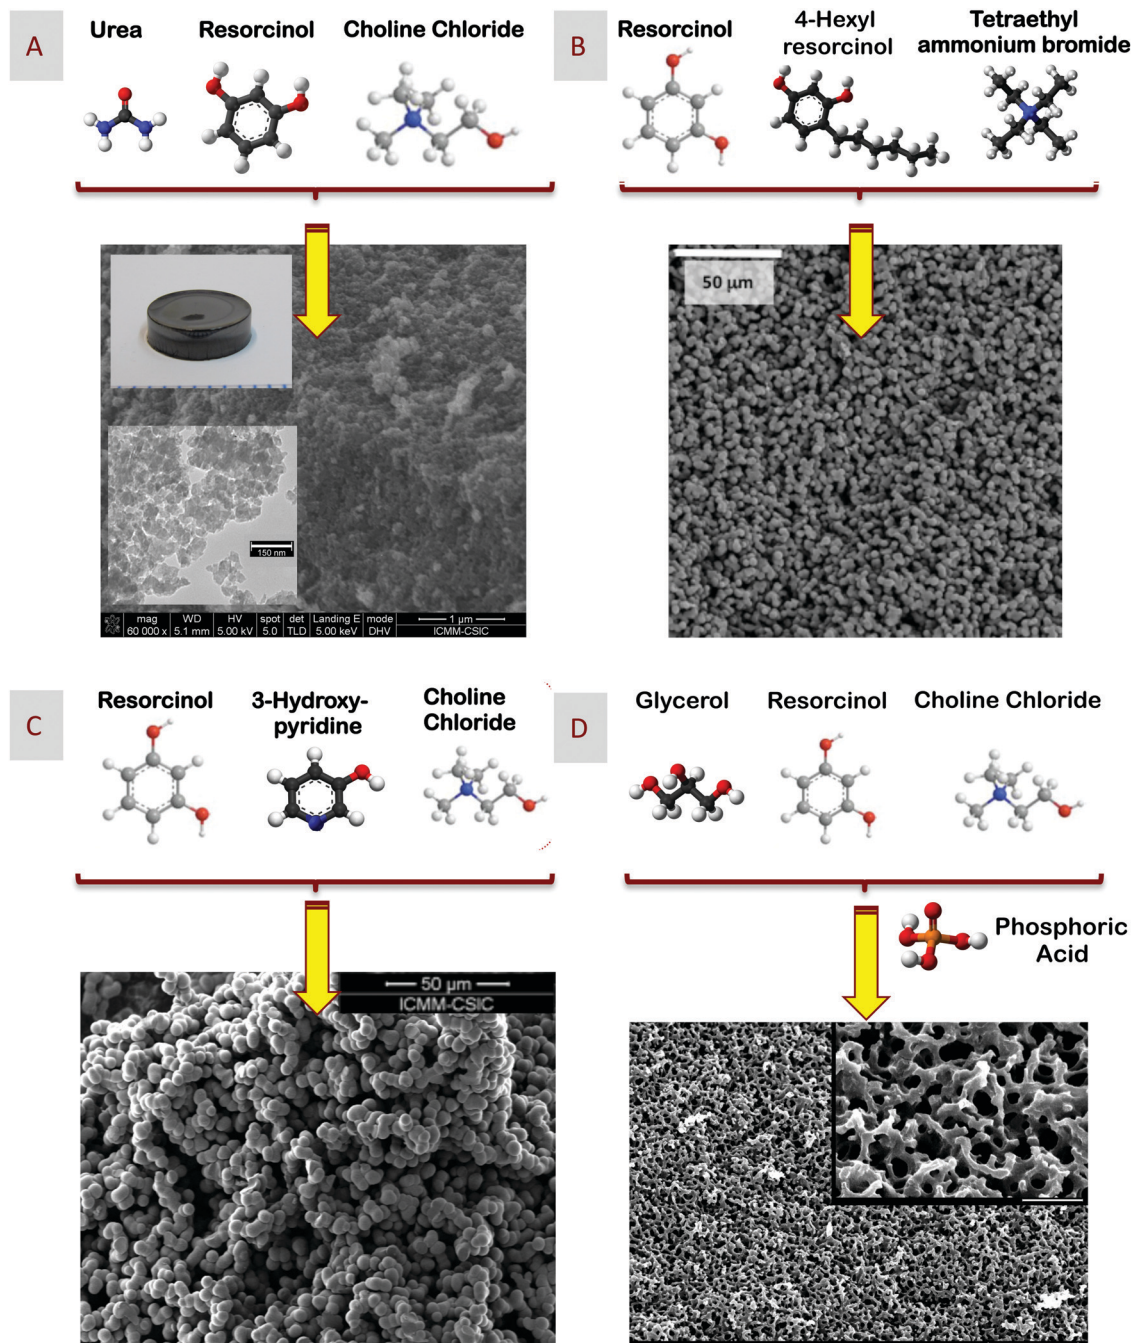 A
Urea
Resorcinol
Choline Chloride
B
Resorcinol
4-Hexyl
resorcinol
Tetraethyl
ammonium bromide
150 nm
mag
WD
HV
spot
det
Landing E
mode
1 µm
60 000 x
5.1 mm
5.00 kV
5.0
TLD
5.00 keV
DHV
ICMM-CSIC
50 µm
C
Resorcinol
3-Hydroxy-
pyridine
Choline
Chloride
50 µm
ICMM-CSIC
D
Glycerol
Resorcinol
Choline Chloride
Phosphoric
Acid